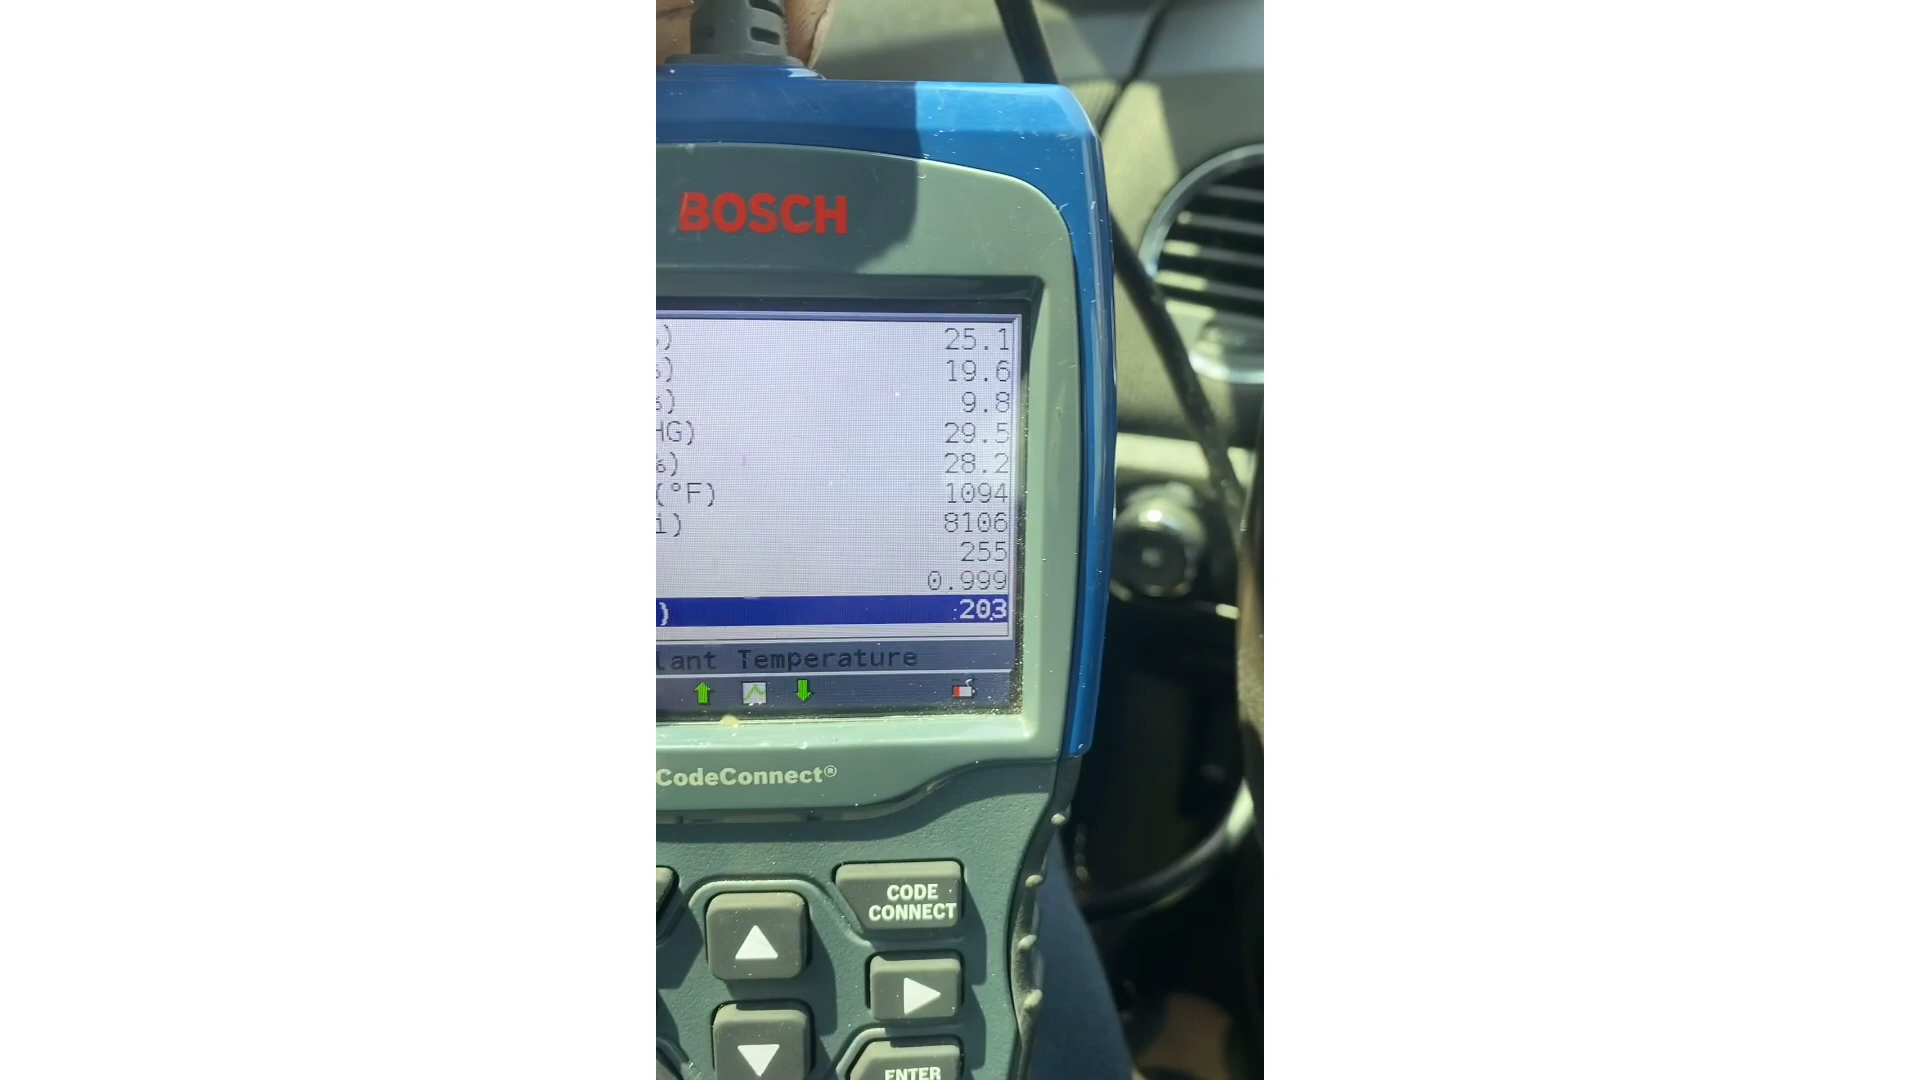 BOSCH
) 25.1
%) 19.6
%) 9.8
HG) 29.5
%) 28.2
(°F) 1094
i) 8106
255
0.999
) 203
lant Temperature
CodeConnect®
CODE
CONNECT
ENTER